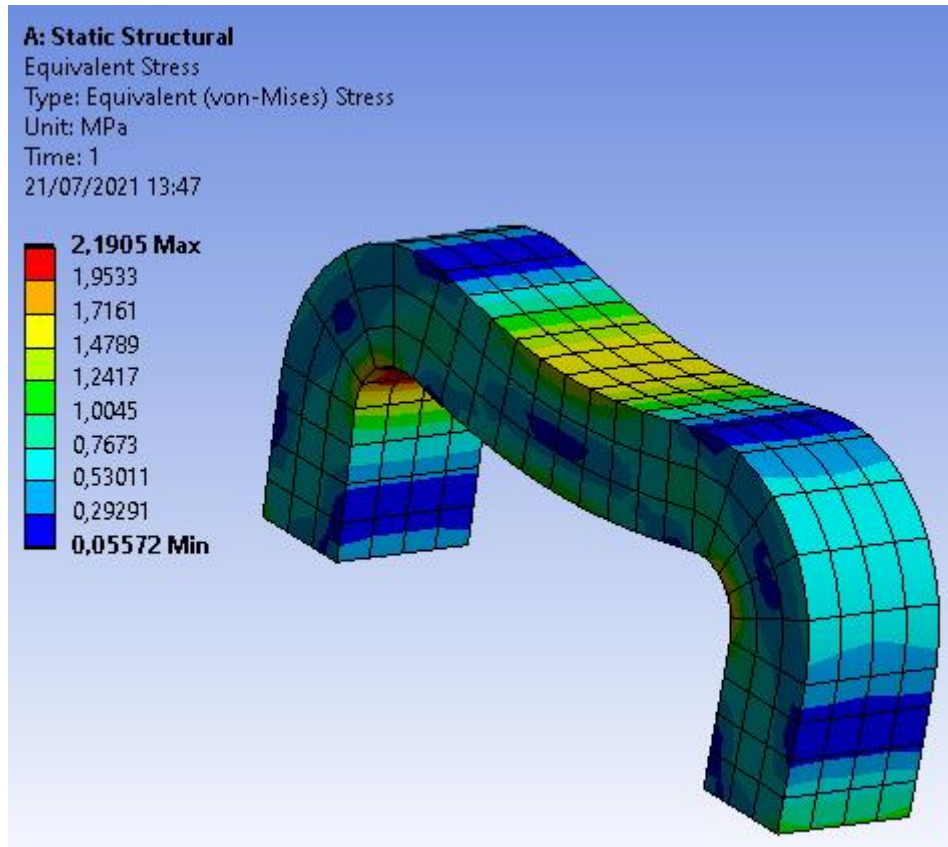 A: Static Structural
Equivalent Stress
Type: Equivalent (von-Mises) Stress
Unit: MPa
Time: 1
21/07/2021 13:47
2,1905 Max
1,9533
1,7161
1,4789
1,2417
1,0045
0,7673
0,53011
0,29291
0,05572 Min